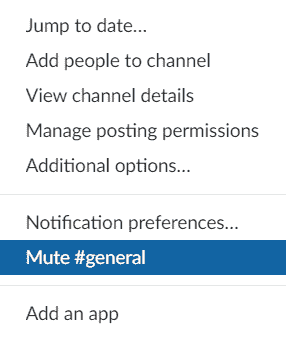 Jump to date…
Add people to channel
View channel details
Manage posting permissions
Additional options…
Notification preferences…
Mute #general
Add an app